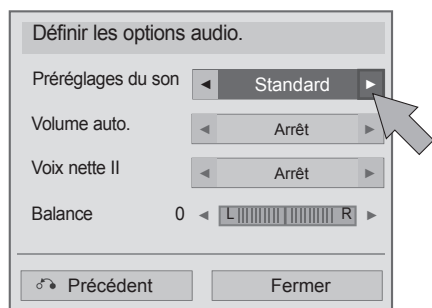 Définir les options audio.
Préréglages du son ◄ Standard ►
Volume auto. ◄ Arrêt ►
Voix nette II ◄ Arrêt ►
Balance 0 ◄ L R ►
Précédent Fermer